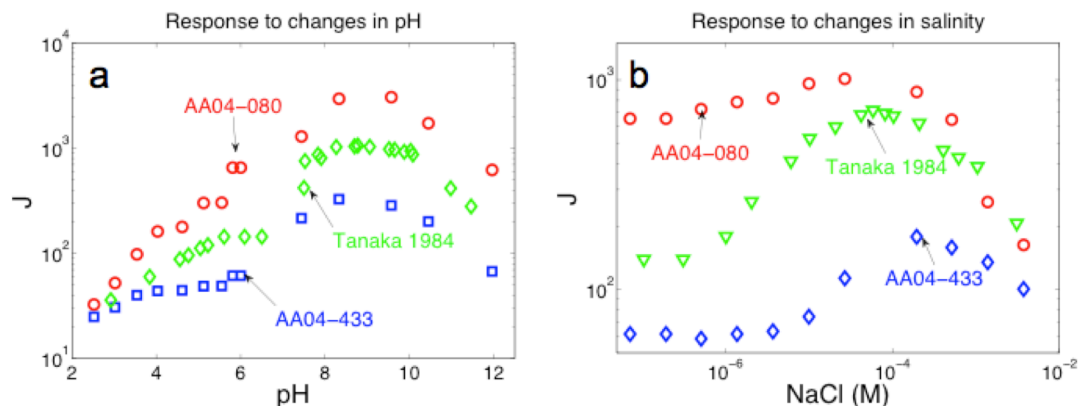 Response to changes in pH
a
10^4
10^3
10^2
10^1
J
AA04-080
Tanaka 1984
AA04-433
2 4 6 8 10 12
pH
Response to changes in salinity
b
10^3
10^2
J
AA04-080
Tanaka 1984
AA04-433
10^-6 10^-4 10^-2
NaCl (M)